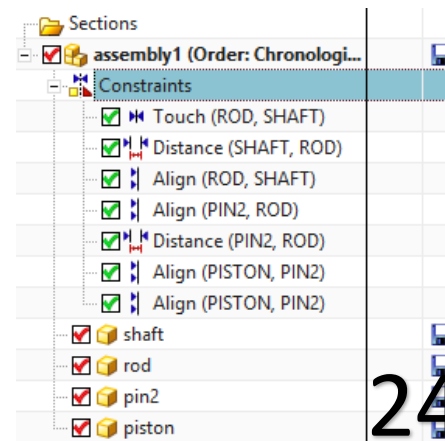 Sections
assembly1 (Order: Chronologi...
Constraints
Touch (ROD, SHAFT)
Distance (SHAFT, ROD)
Align (ROD, SHAFT)
Align (PIN2, ROD)
Distance (PIN2, ROD)
Align (PISTON, PIN2)
Align (PISTON, PIN2)
shaft
rod
pin2
piston
24